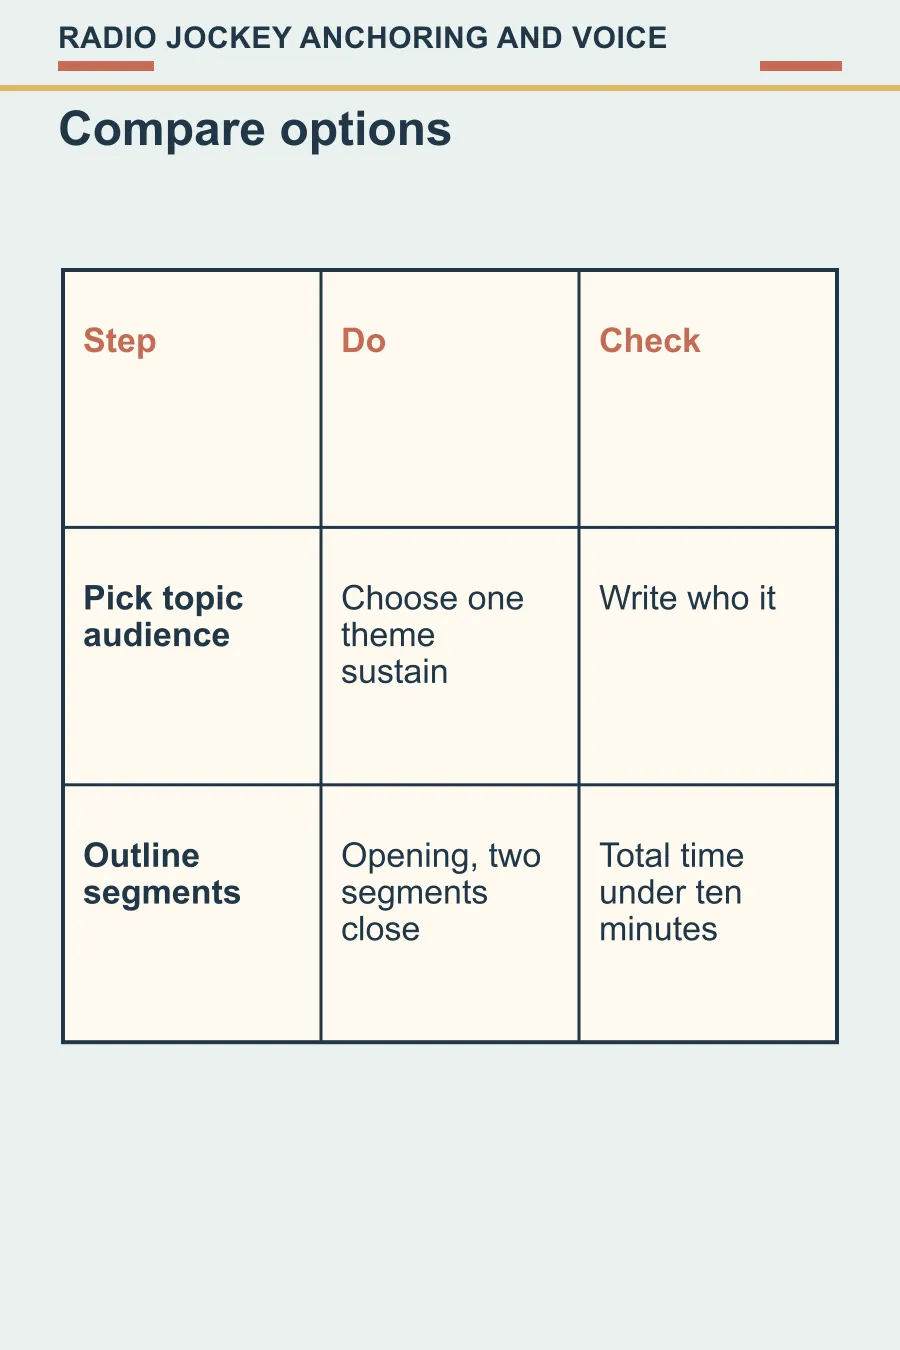 RADIO JOCKEY ANCHORING AND VOICE
Compare options
Step
Do
Check
Pick topic
audience
Choose one
theme
sustain
Write who it
Outline
segments
Opening, two
segments
close
Total time
under ten
minutes